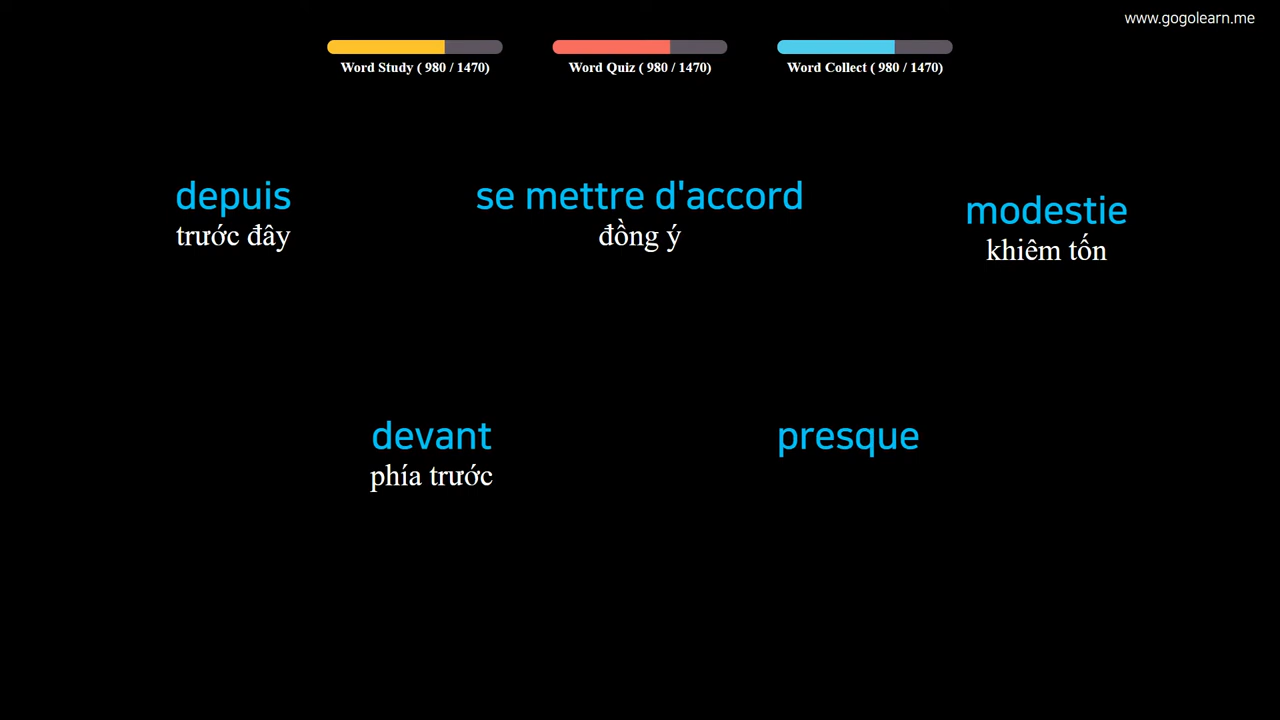 www.gogolearn.me
Word Study ( 980 / 1470)
Word Quiz ( 980 / 1470)
Word Collect ( 980 / 1470)
depuis
trước đây
se mettre d'accord
đồng ý
modestie
khiêm tốn
devant
phía trước
presque